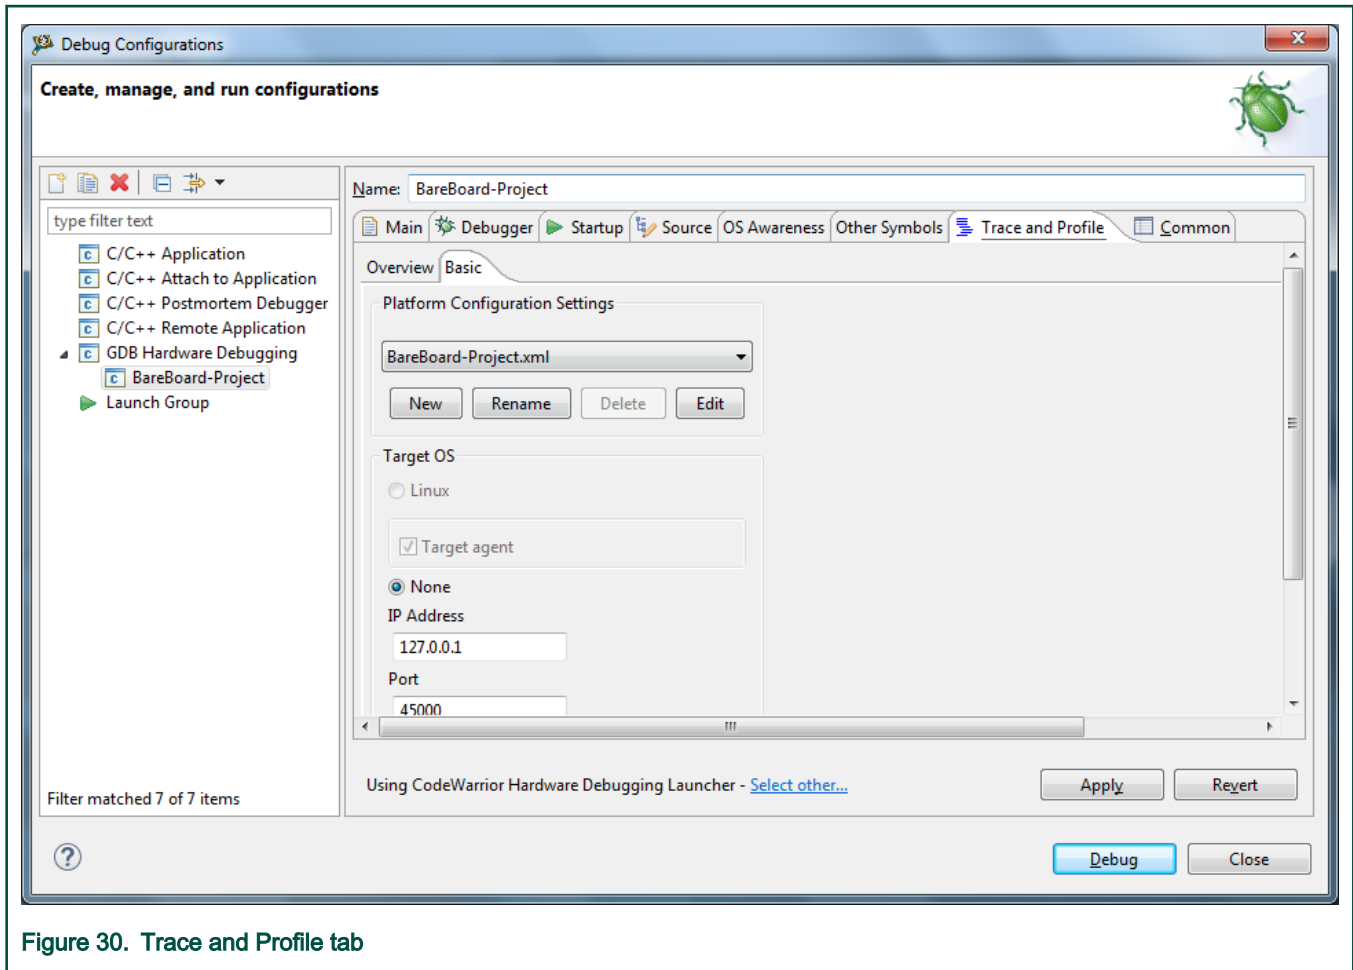 Debug Configurations
Create, manage, and run configurations
type filter text
C/C++ Application
C/C++ Attach to Application
C/C++ Postmortem Debugger
C/C++ Remote Application
GDB Hardware Debugging
BareBoard-Project
Launch Group
Filter matched 7 of 7 items
Name: BareBoard-Project
Main Debugger Startup Source OS Awareness Other Symbols Trace and Profile Common
Overview Basic
Platform Configuration Settings
BareBoard-Project.xml
New Rename Delete Edit
Target OS
Linux
Target agent
None
IP Address
127.0.0.1
Port
45000
Using CodeWarrior Hardware Debugging Launcher - Select other...
Apply Revert
Debug Close
Figure 30. Trace and Profile tab